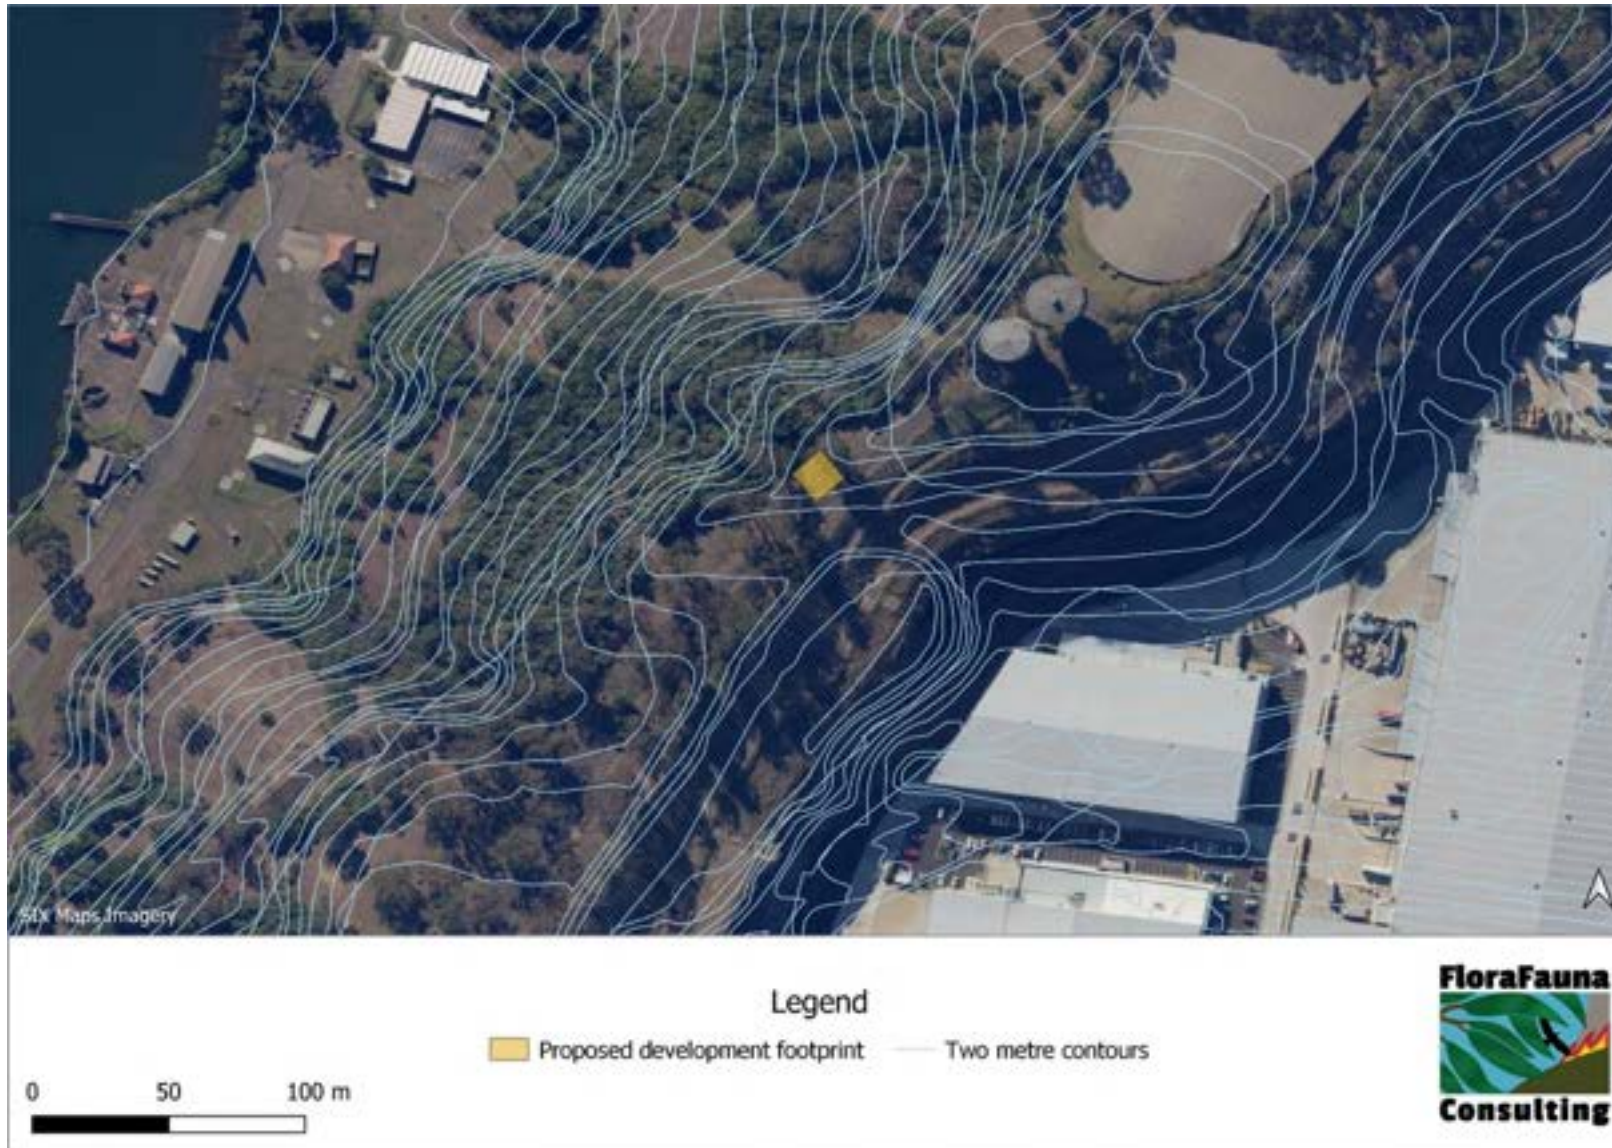 SIX Maps Imagery
Legend
Proposed development footprint
Two metre contours
0 50 100 m
FloraFauna
Consulting